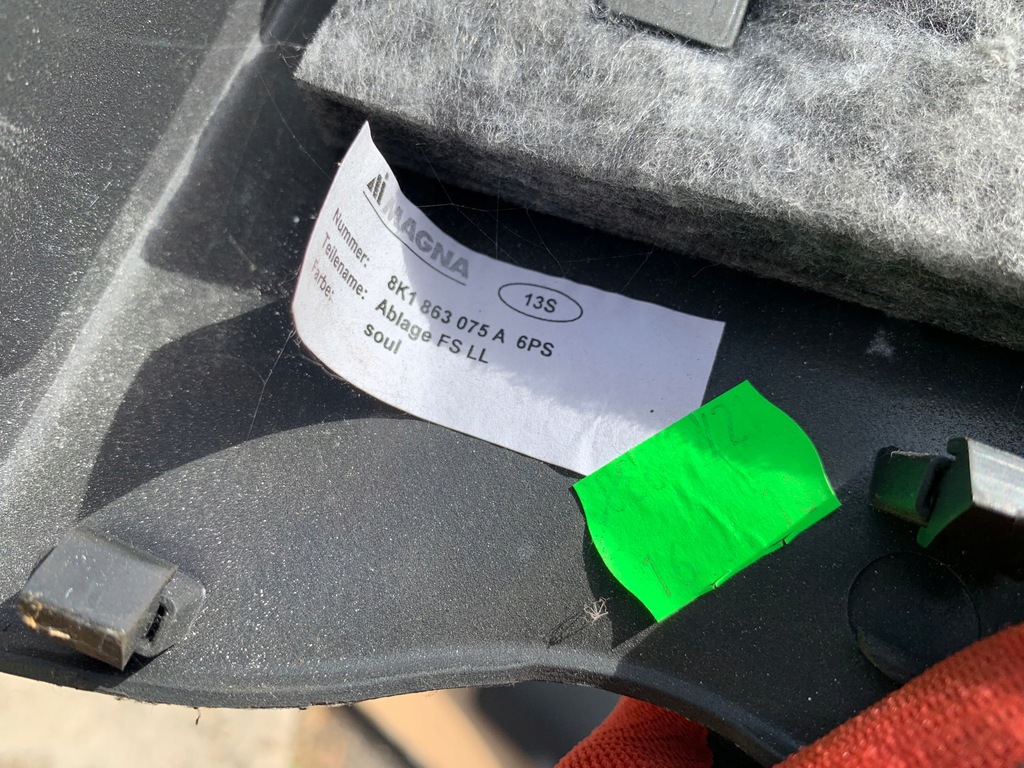 MAGNA
13S
Nummer: 8K1 863 075 A 6PS
Teilename: Ablage FS LL
Farbe: soul